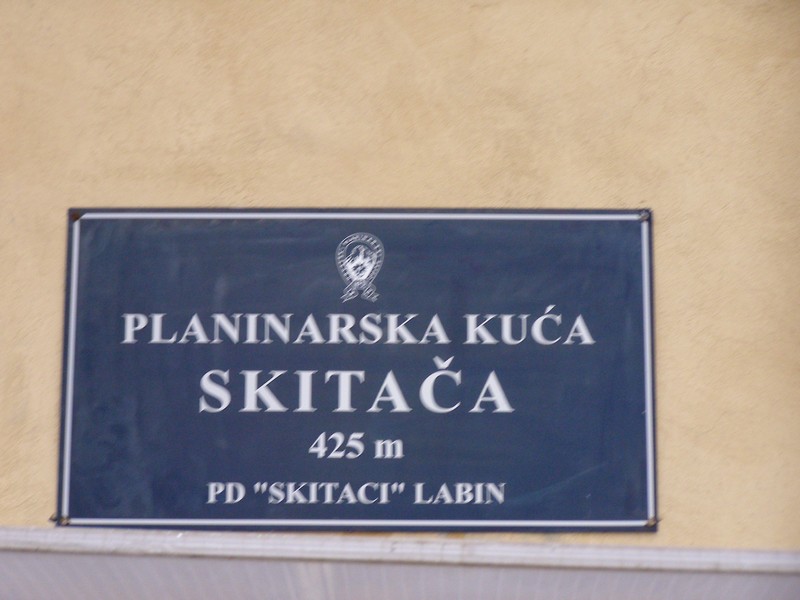 PLANINARSKA KUĆA
SKITAČA
425 m
PD "SKITACI" LABIN